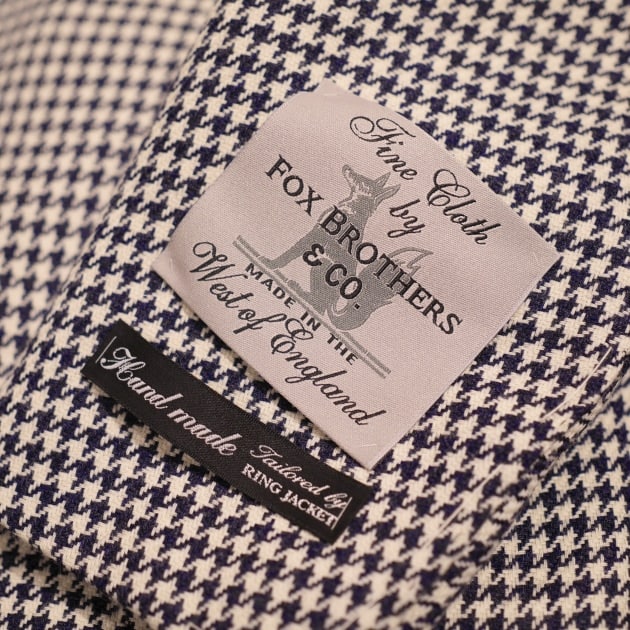 Fine Cloth
by
FOX BROTHERS
& CO.
MADE IN THE
West of England
Hand made
Tailored by
RING JACKET